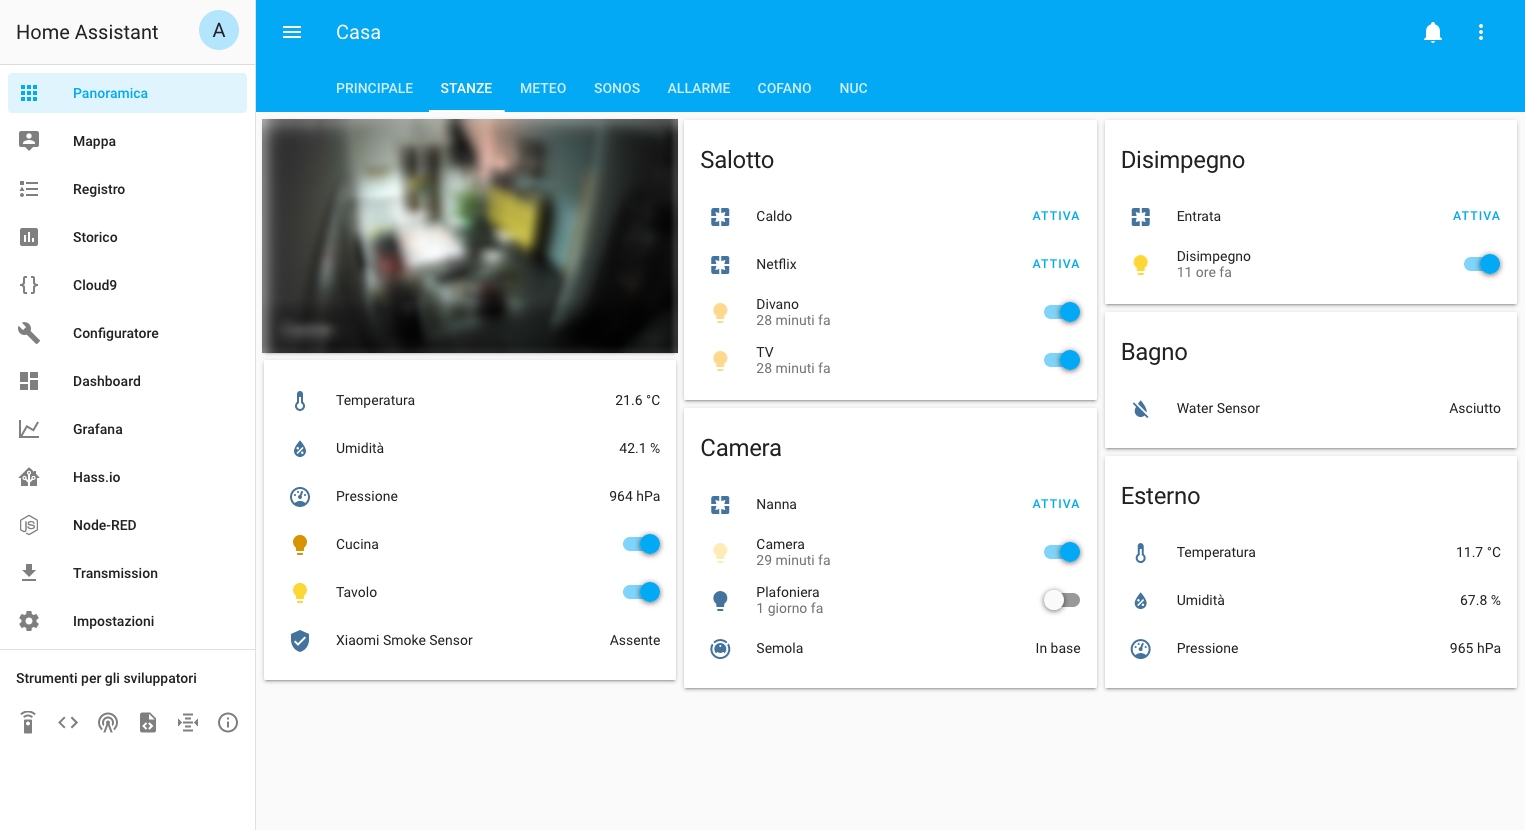 Home Assistant
A
Panoramica
Mappa
Registro
Storico
Cloud9
Configuratore
Dashboard
Grafana
Hass.io
Node-RED
Transmission
Impostazioni
Strumenti per gli sviluppatori
Casa
PRINCIPALE
STANZE
METEO
SONOS
ALLARME
COFANO
NUC
Temperatura 21.6 °C
Umidità 42.1 %
Pressione 964 hPa
Cucina
Tavolo
Xiaomi Smoke Sensor Assente
Salotto
Caldo ATTIVA
Netflix ATTIVA
Divano
28 minuti fa
TV
28 minuti fa
Camera
Nanna ATTIVA
Camera
29 minuti fa
Plafoniera
1 giorno fa
Semola In base
Disimpegno
Entrata ATTIVA
Disimpegno
11 ore fa
Bagno
Water Sensor Asciutto
Esterno
Temperatura 11.7 °C
Umidità 67.8 %
Pressione 965 hPa